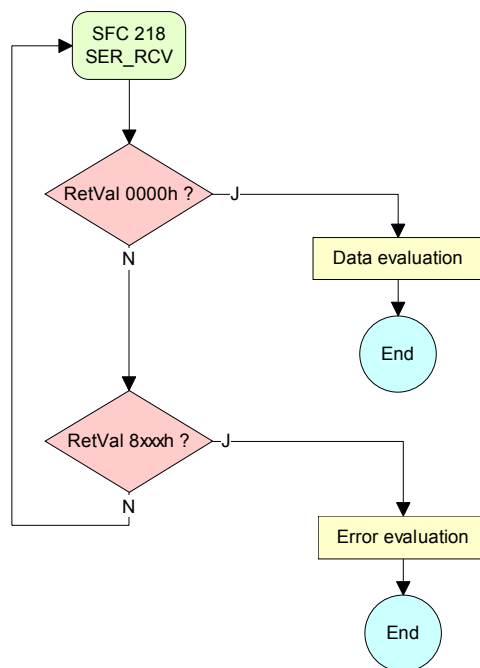 SFC 218
SER_RCV
RetVal 0000h ?
J
N
Data evaluation
End
RetVal 8xxxh ?
J
N
Error evaluation
End